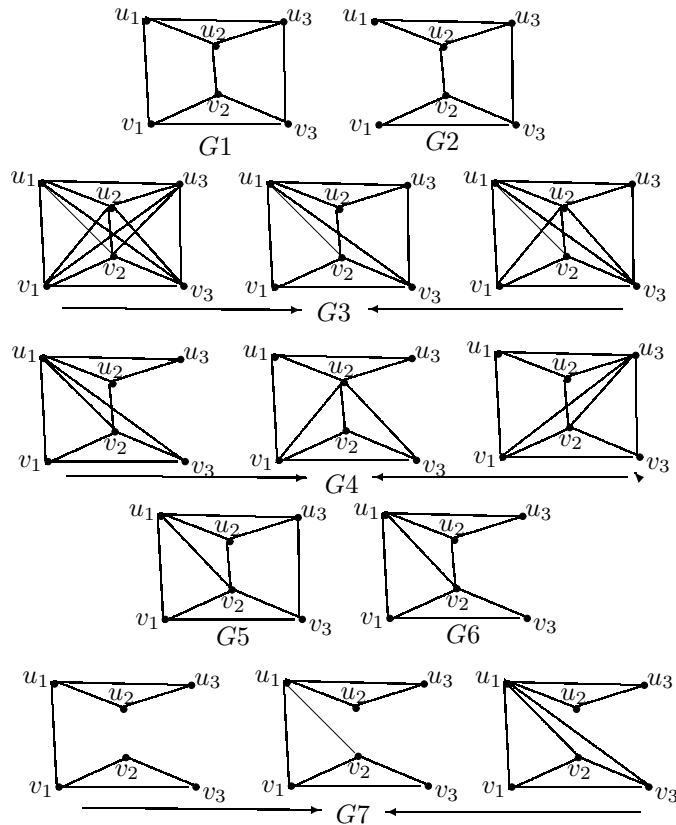 u1 u2 u3 u1 u2 u3
v1 v2 v3 v1 v2 v3
G1 G2
u1 u2 u3 u1 u2 u3 u1 u2 u3
v1 v2 v3 v1 v2 v3 v1 v2 v3
G3
u1 u2 u3 u1 u2 u3 u1 u2 u3
v1 v2 v3 v1 v2 v3 v1 v2 v3
G4
u1 u2 u3 u1 u2 u3
v1 v2 v3 v1 v2 v3
G5 G6
u1 u2 u3 u1 u2 u3 u1 u2 u3
v1 v2 v3 v1 v2 v3 v1 v2 v3
G7